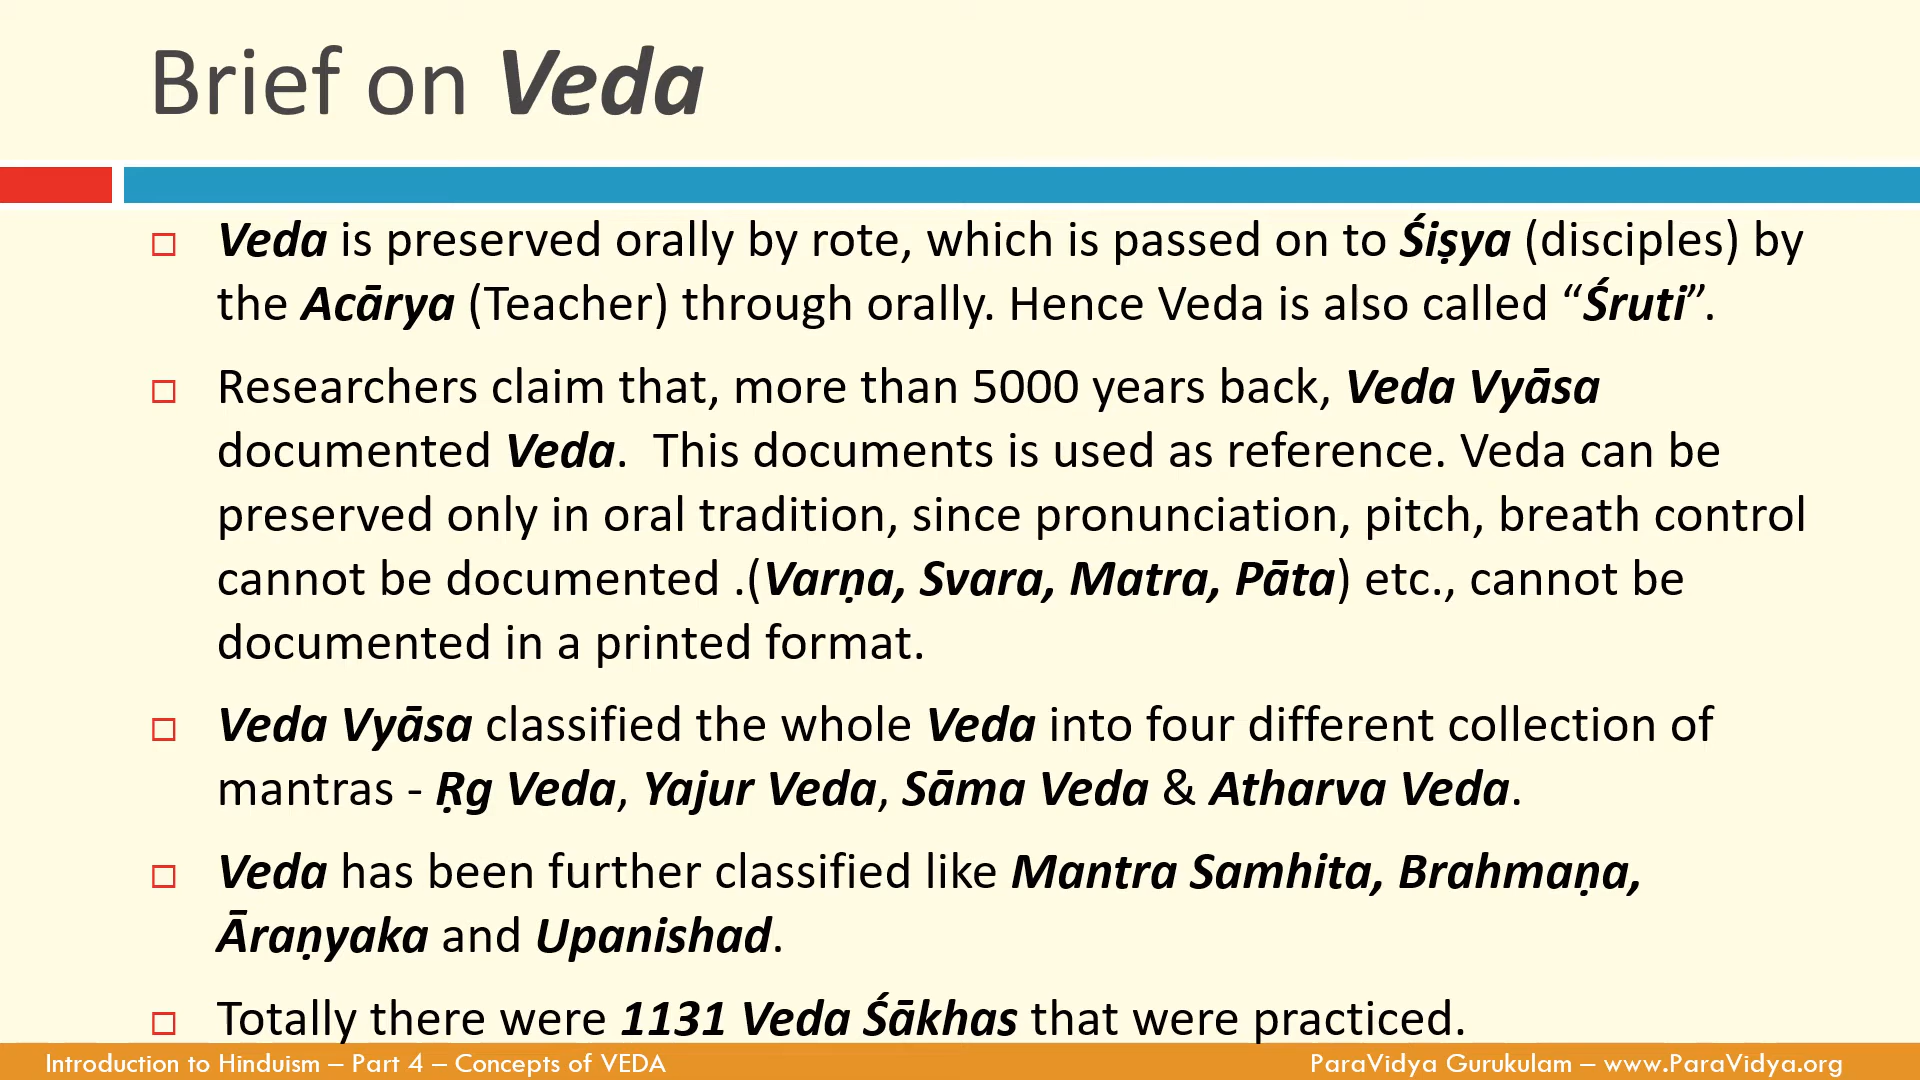 Brief on Veda
Veda is preserved orally by rote, which is passed on to Śiṣya (disciples) by
the Acārya (Teacher) through orally. Hence Veda is also called “Śruti”.
Researchers claim that, more than 5000 years back, Veda Vyāsa
documented Veda.  This documents is used as reference. Veda can be
preserved only in oral tradition, since pronunciation, pitch, breath control
cannot be documented .(Varṇa, Svara, Matra, Pāta) etc., cannot be
documented in a printed format.
Veda Vyāsa classified the whole Veda into four different collection of
mantras - Ṛg Veda, Yajur Veda, Sāma Veda & Atharva Veda.
Veda has been further classified like Mantra Samhita, Brahmaṇa,
Āraṇyaka and Upanishad.
Totally there were 1131 Veda Śākhas that were practiced.
Introduction to Hinduism – Part 4 – Concepts of VEDA
ParaVidya Gurukulam – www.ParaVidya.org